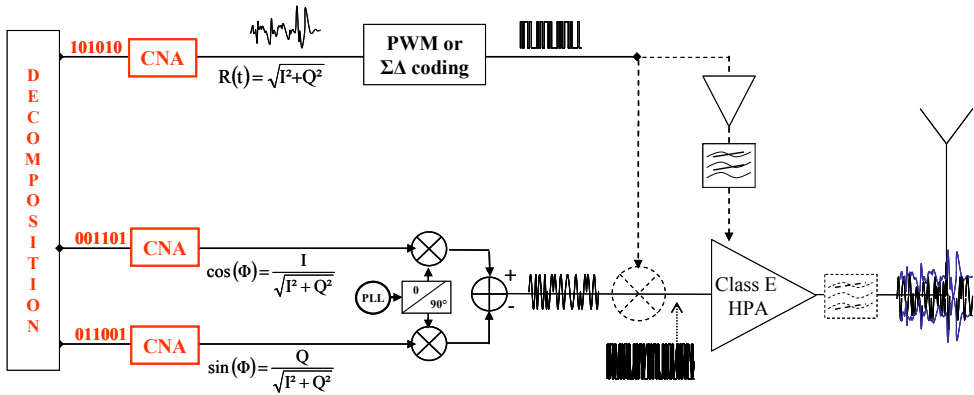 DECOMPOSITION
101010
CNA
R(t) = √I²+Q²
PWM or
ΣΔ coding
001101
CNA
cos(Φ) = I / √I² + Q²
PLL
0
90°
+
-
Class E
HPA
011001
CNA
sin(Φ) = Q / √I² + Q²